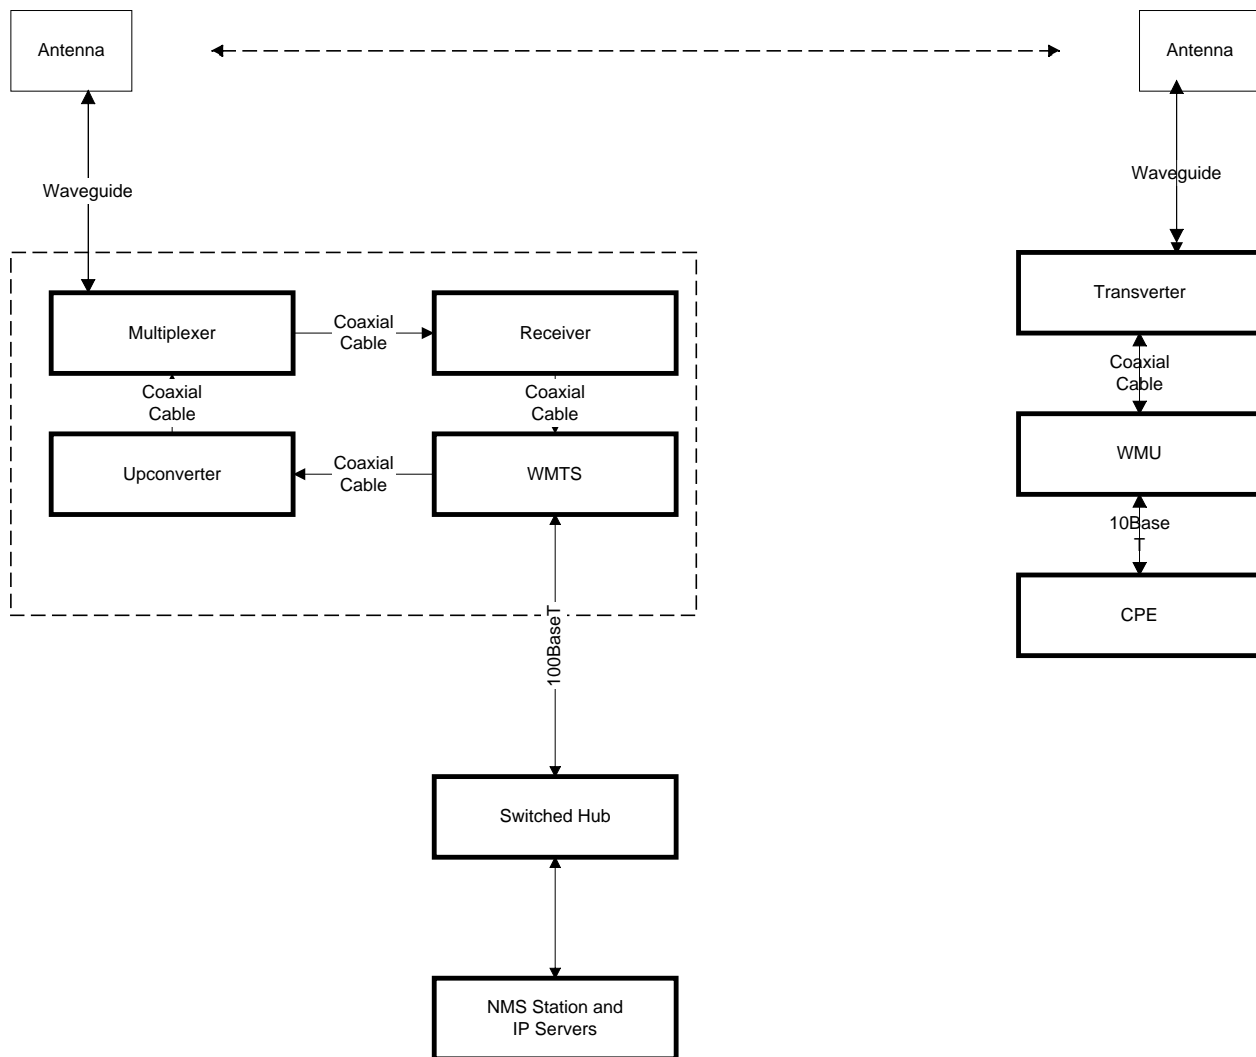 Antenna
Antenna
Waveguide
Waveguide
Transverter
Multiplexer
Coaxial
Cable
Receiver
Coaxial
Cable
Coaxial
Cable
Coaxial
Cable
Upconverter
Coaxial
Cable
WMTS
WMU
10Base
T
CPE
100BaseT
Switched Hub
NMS Station and
IP Servers